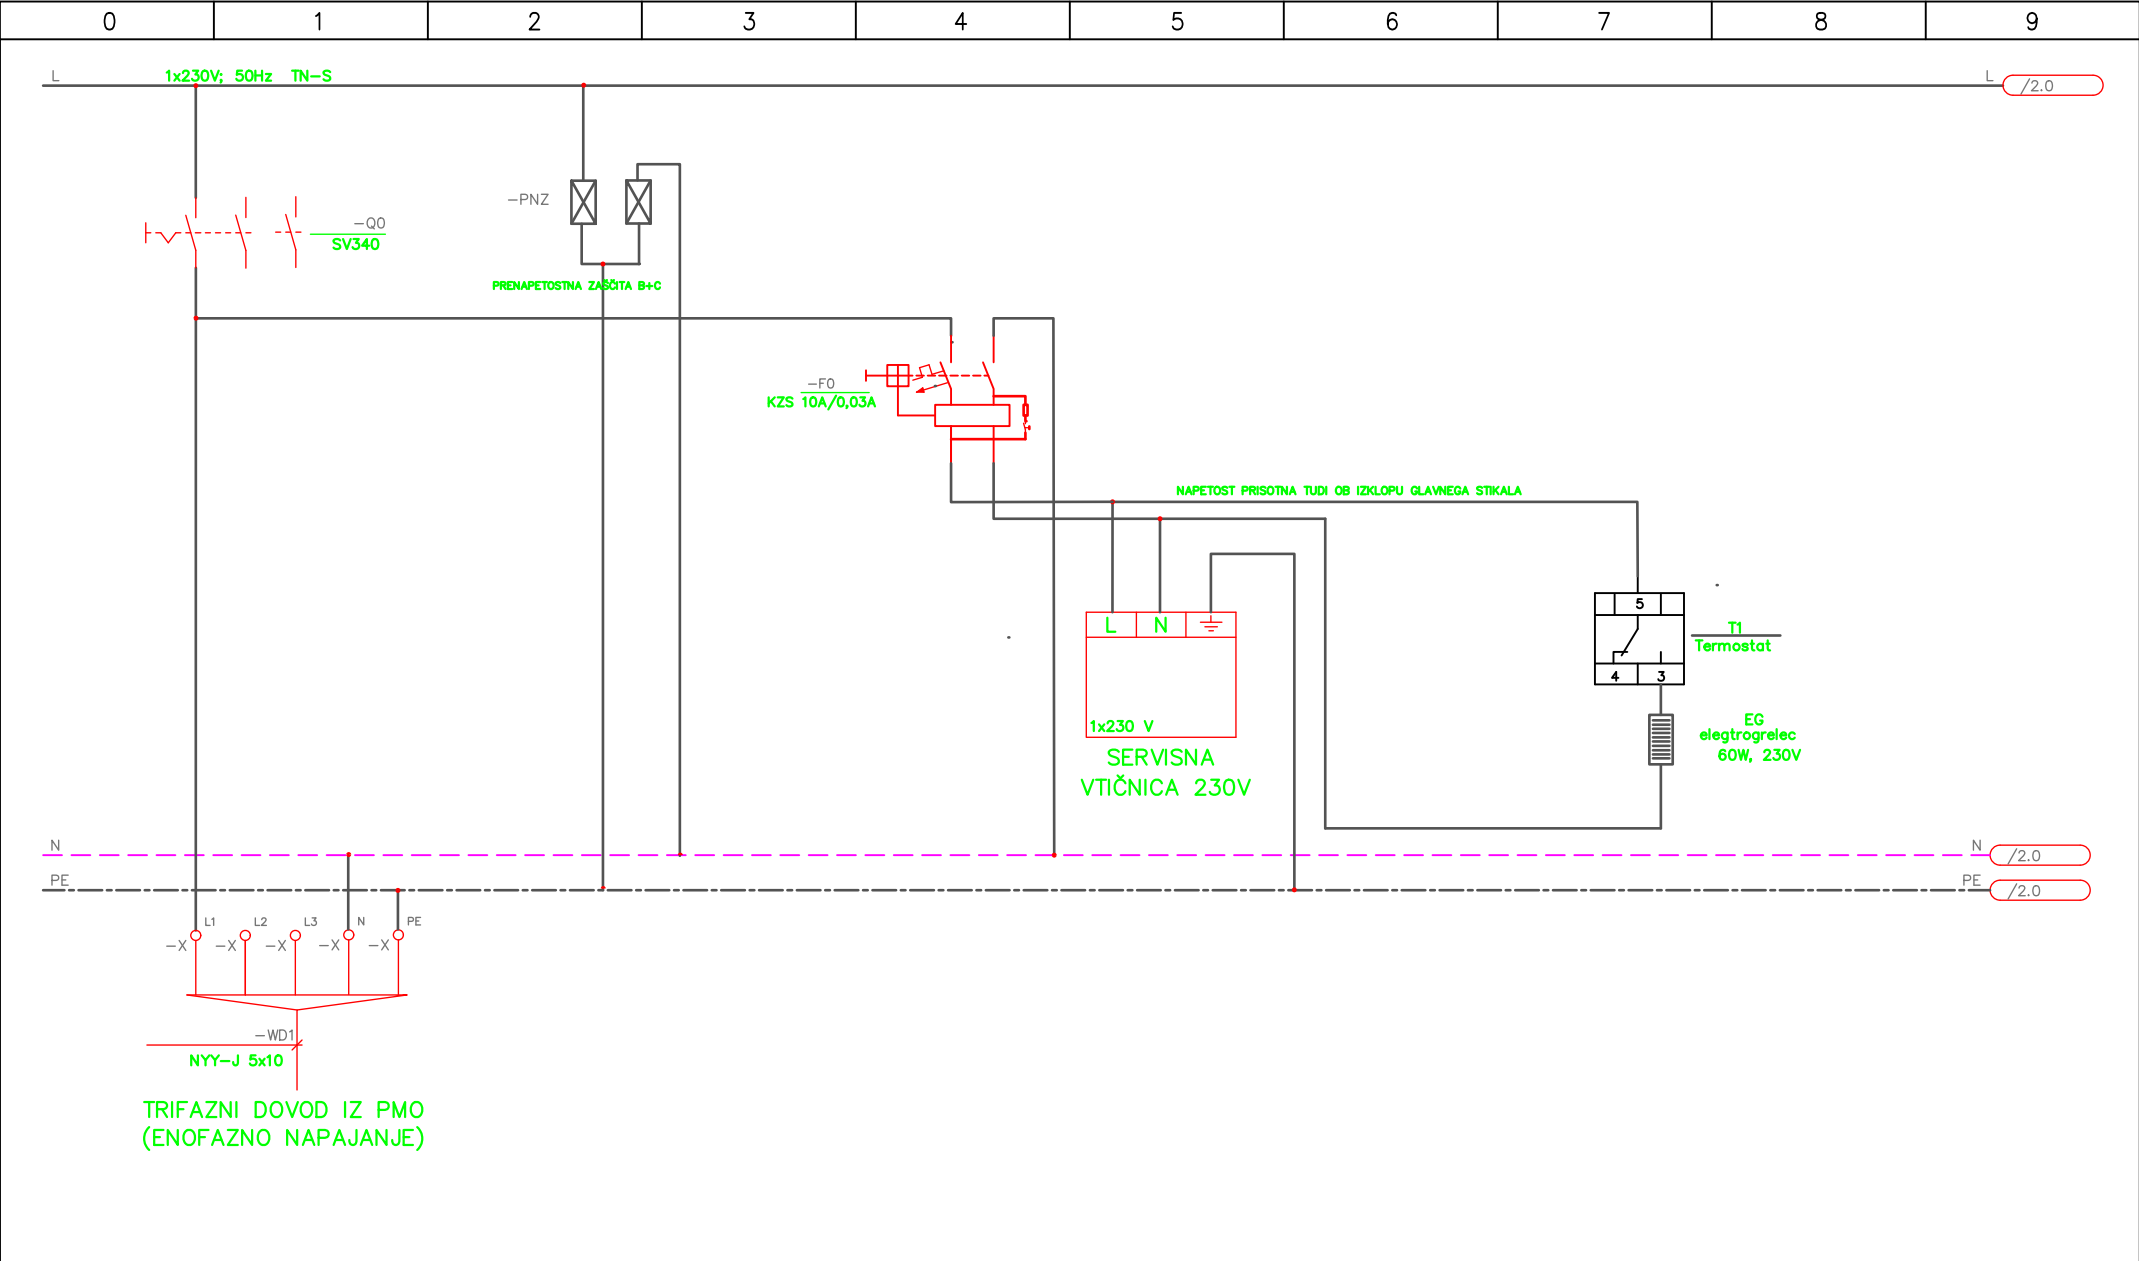 0 1 2 3 4 5 6 7 8 9
L 1x230V; 50Hz TN-S L /2.0
-PNZ
-Q0
SV340
PRENAPETOSTNA ZAŠČITA B+C
-F0
KZS 10A/0,03A
NAPETOST PRISOTNA TUDI OB IZKLOPU GLAVNEGA STIKALA
L N
1x230 V
SERVISNA
VTIČNICA 230V
5
4 3
T1
Termostat
EG
elegtrogrelec
60W, 230V
N N /2.0
PE PE /2.0
L1 L2 L3 N PE
-X -X -X -X -X
-WD1
NYY-J 5x10
TRIFAZNI DOVOD IZ PMO
(ENOFAZNO NAPAJANJE)